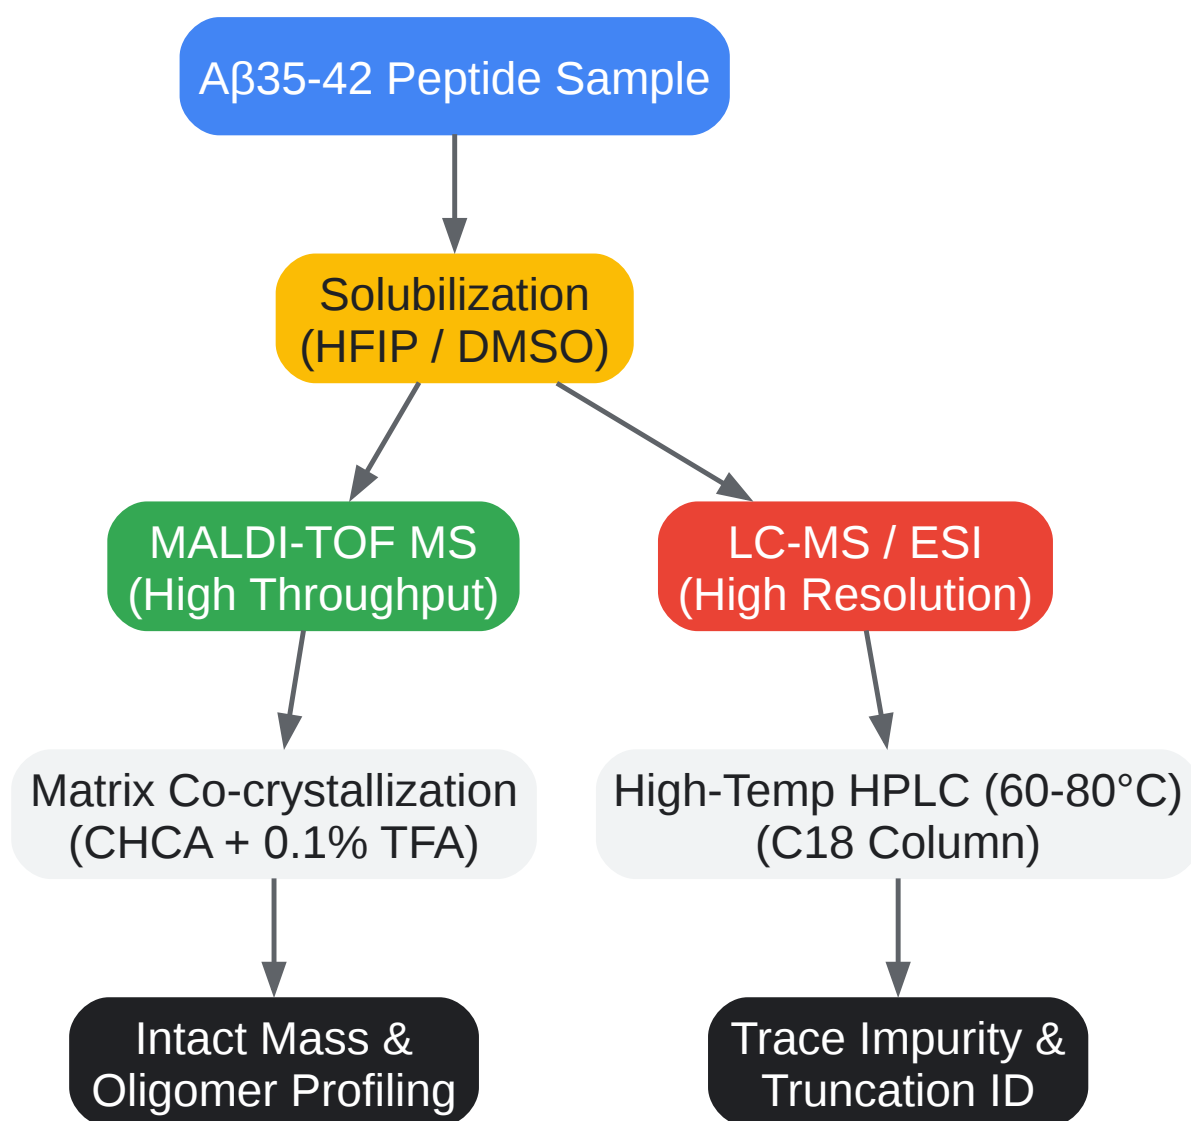 Aβ35-42 Peptide Sample
Solubilization
(HFIP / DMSO)
MALDI-TOF MS
(High Throughput)
LC-MS / ESI
(High Resolution)
Matrix Co-crystallization
(CHCA + 0.1% TFA)
High-Temp HPLC (60-80°C)
(C18 Column)
Intact Mass &
Oligomer Profiling
Trace Impurity &
Truncation ID